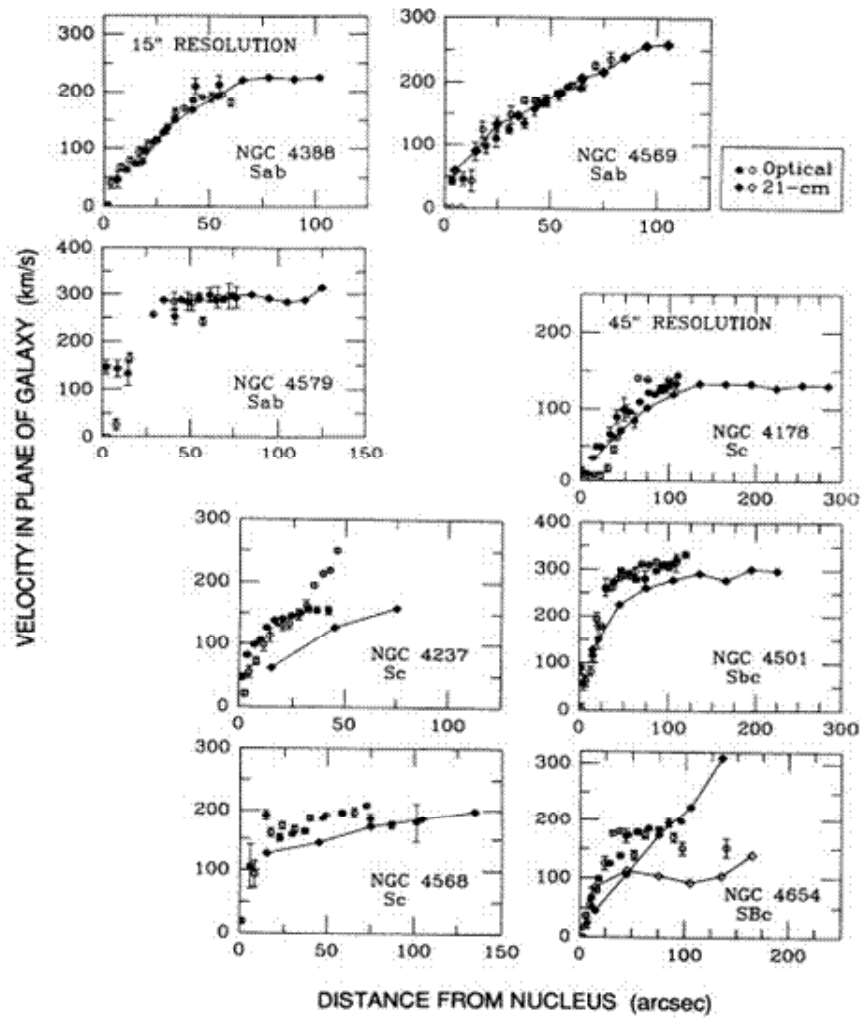 300
200
100
0
15" RESOLUTION
NGC 4388
Sab
0 50 100
300
200
100
0
NGC 4569
Sab
0 50 100
Optical
21-cm
VELOCITY IN PLANE OF GALAXY (km/s)
400
300
200
100
0
NGC 4579
Sab
0 50 100 150
45" RESOLUTION
200
100
0
NGC 4178
Sc
0 100 200
300
200
100
0
NGC 4237
Sc
0 50 100
400
300
200
100
0
NGC 4501
Sbc
0 100 200
300
200
100
0
NGC 4568
Sc
0 50 100 150
300
200
100
0
NGC 4654
SBc
0 100 200
DISTANCE FROM NUCLEUS (arcsec)